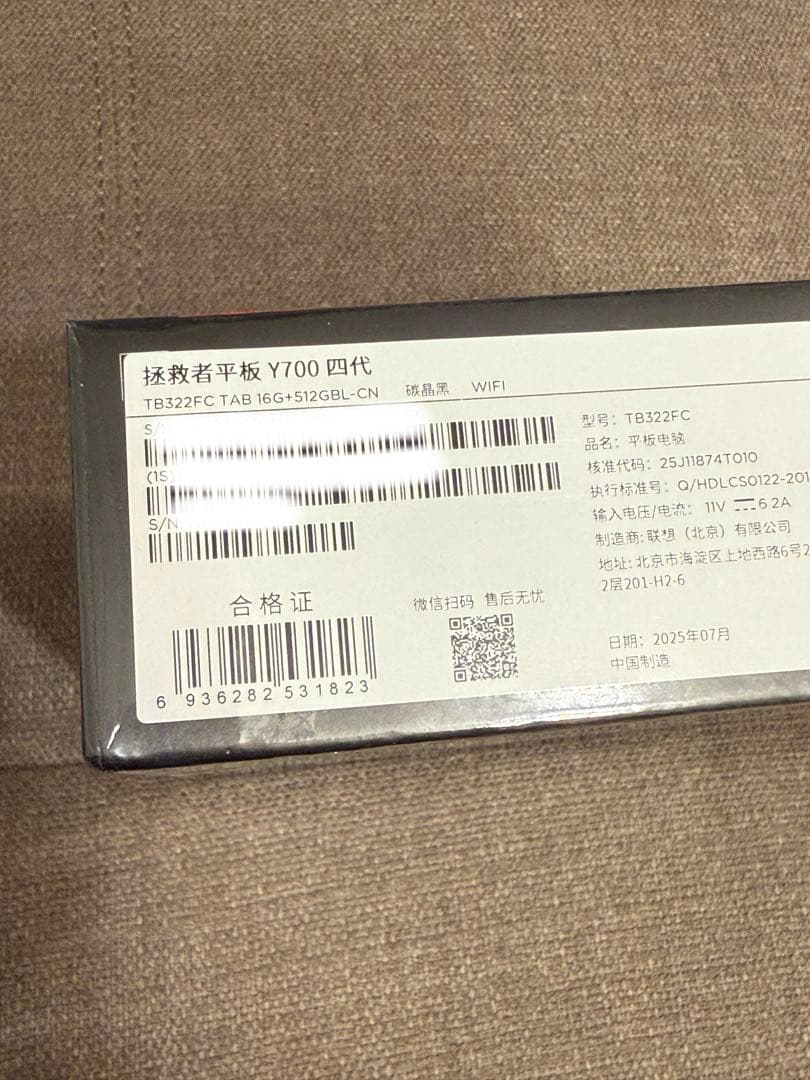 拯救者平板 Y700 四代
TB322FC TAB 16G+512GBL-CN 碳晶黑 WIFI
S/
(1S)
S/N
合格证
6 936282 531823
微信扫码 售后无忧
型号: TB322FC
品名: 平板电脑
核准代码: 25J11874T010
执行标准号: Q/HDLCS0122-201
输入电压/电流: 11V 6.2A
制造商: 联想 (北京) 有限公司
地址: 北京市海淀区上地西路6号2
2层201-H2-6
日期: 2025年07月
中国制造